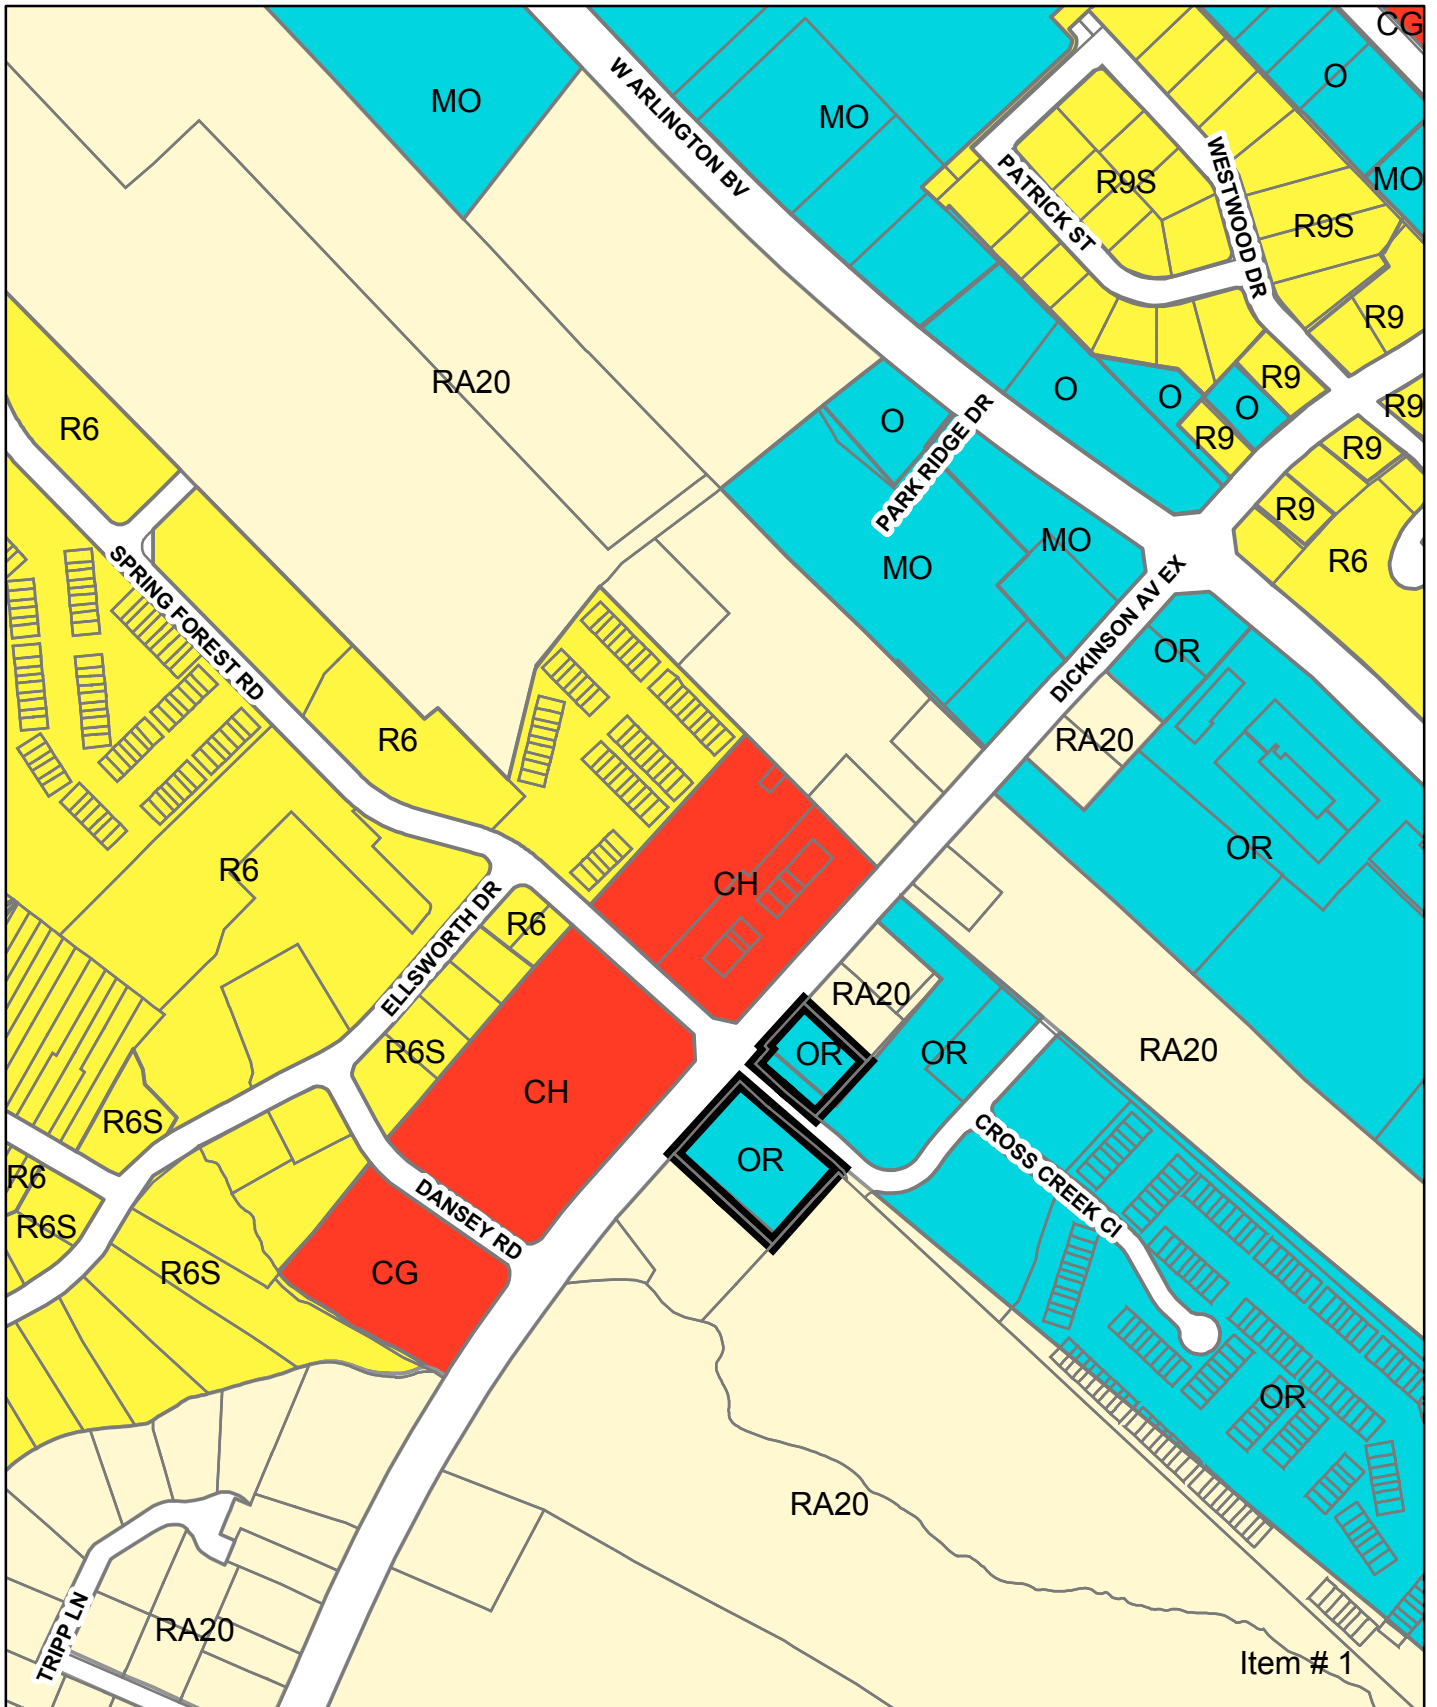 CG
O
MO
W ARLINGTON BV
MO
WESTWOOD DR
MO
R9S
PATRICK ST
R9S
R9
RA20
R9
O
O
O
R9
O
R6
R9
PARK RIDGE DR
R9
R9
MO
MO
R6
SPRING FOREST RD
DICKINSON AV EX
OR
R6
RA20
OR
R6
CH
ELLSWORTH DR
R6
RA20
R6S
OR
OR
RA20
CH
R6S
CROSS CREEK CI
OR
R6
DANSEY RD
R6S
R6S
CG
OR
RA20
TRIPP LN
RA20
Item # 1